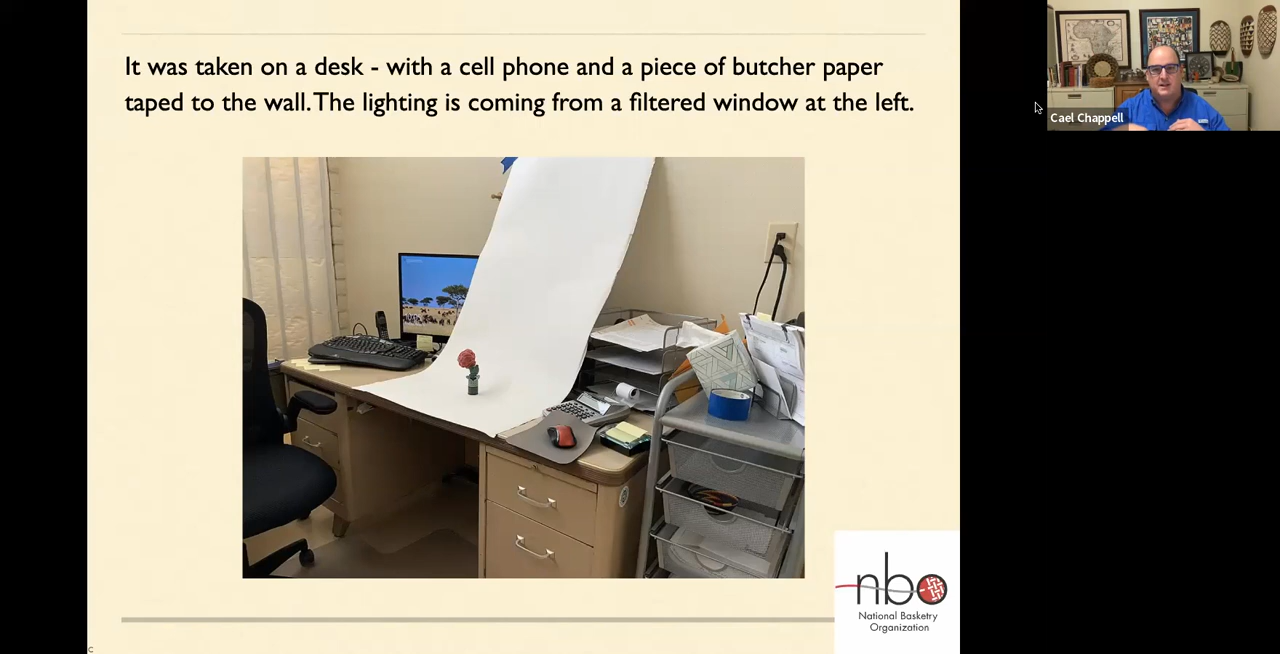 It was taken on a desk - with a cell phone and a piece of butcher paper
taped to the wall. The lighting is coming from a filtered window at the left.
Cael Chappell
nbo
National Basketry
Organization
c